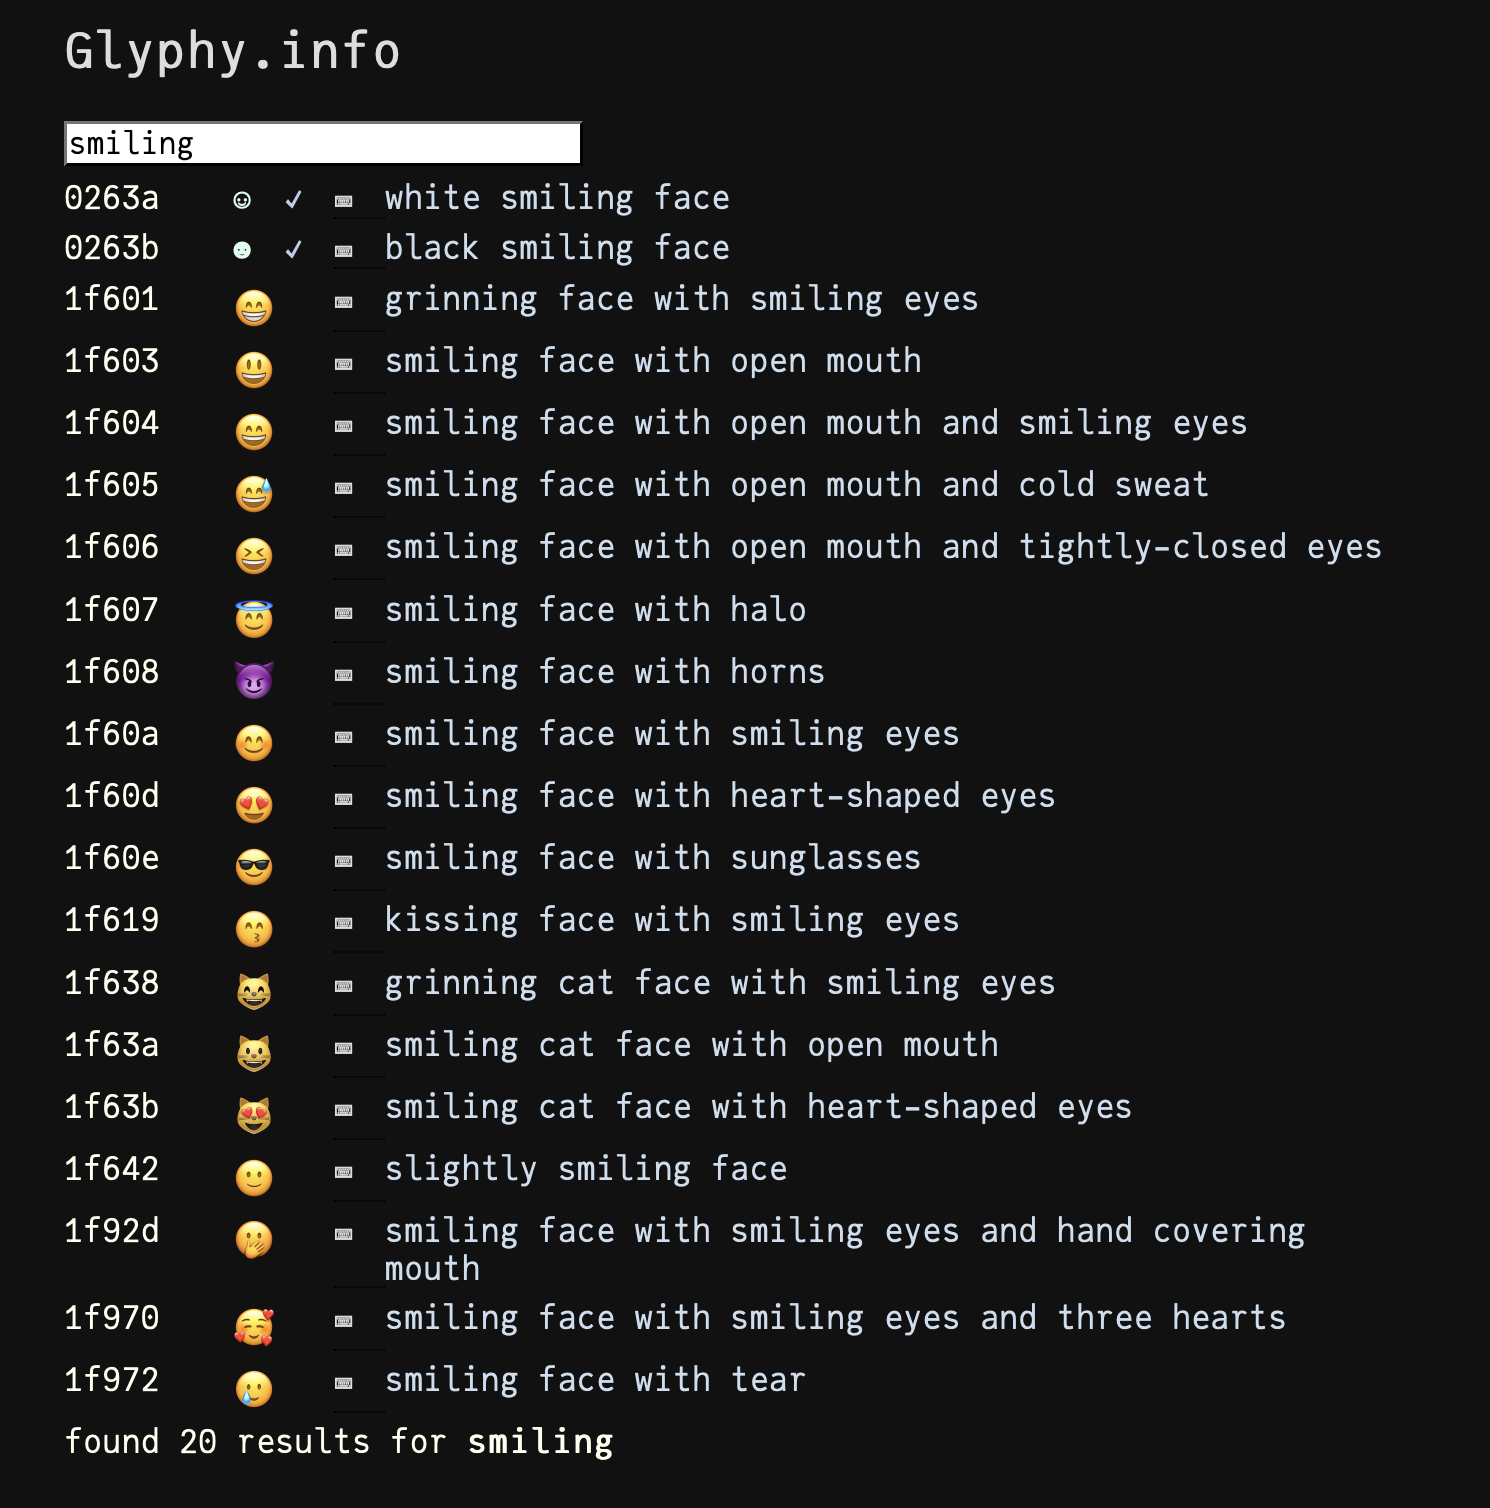 Glyphy.info
smiling
0263a ☺ ✓ ⌨ white smiling face
0263b ☻ ✓ ⌨ black smiling face
1f601 😁 ⌨ grinning face with smiling eyes
1f603 😃 ⌨ smiling face with open mouth
1f604 😄 ⌨ smiling face with open mouth and smiling eyes
1f605 😅 ⌨ smiling face with open mouth and cold sweat
1f606 😆 ⌨ smiling face with open mouth and tightly-closed eyes
1f607 😇 ⌨ smiling face with halo
1f608 😈 ⌨ smiling face with horns
1f60a 😊 ⌨ smiling face with smiling eyes
1f60d 😍 ⌨ smiling face with heart-shaped eyes
1f60e 😎 ⌨ smiling face with sunglasses
1f619 😙 ⌨ kissing face with smiling eyes
1f638 😸 ⌨ grinning cat face with smiling eyes
1f63a 😺 ⌨ smiling cat face with open mouth
1f63b 😻 ⌨ smiling cat face with heart-shaped eyes
1f642 🙂 ⌨ slightly smiling face
1f92d 🤭 ⌨ smiling face with smiling eyes and hand covering
mouth
1f970 🥰 ⌨ smiling face with smiling eyes and three hearts
1f972 🥲 ⌨ smiling face with tear
found 20 results for smiling